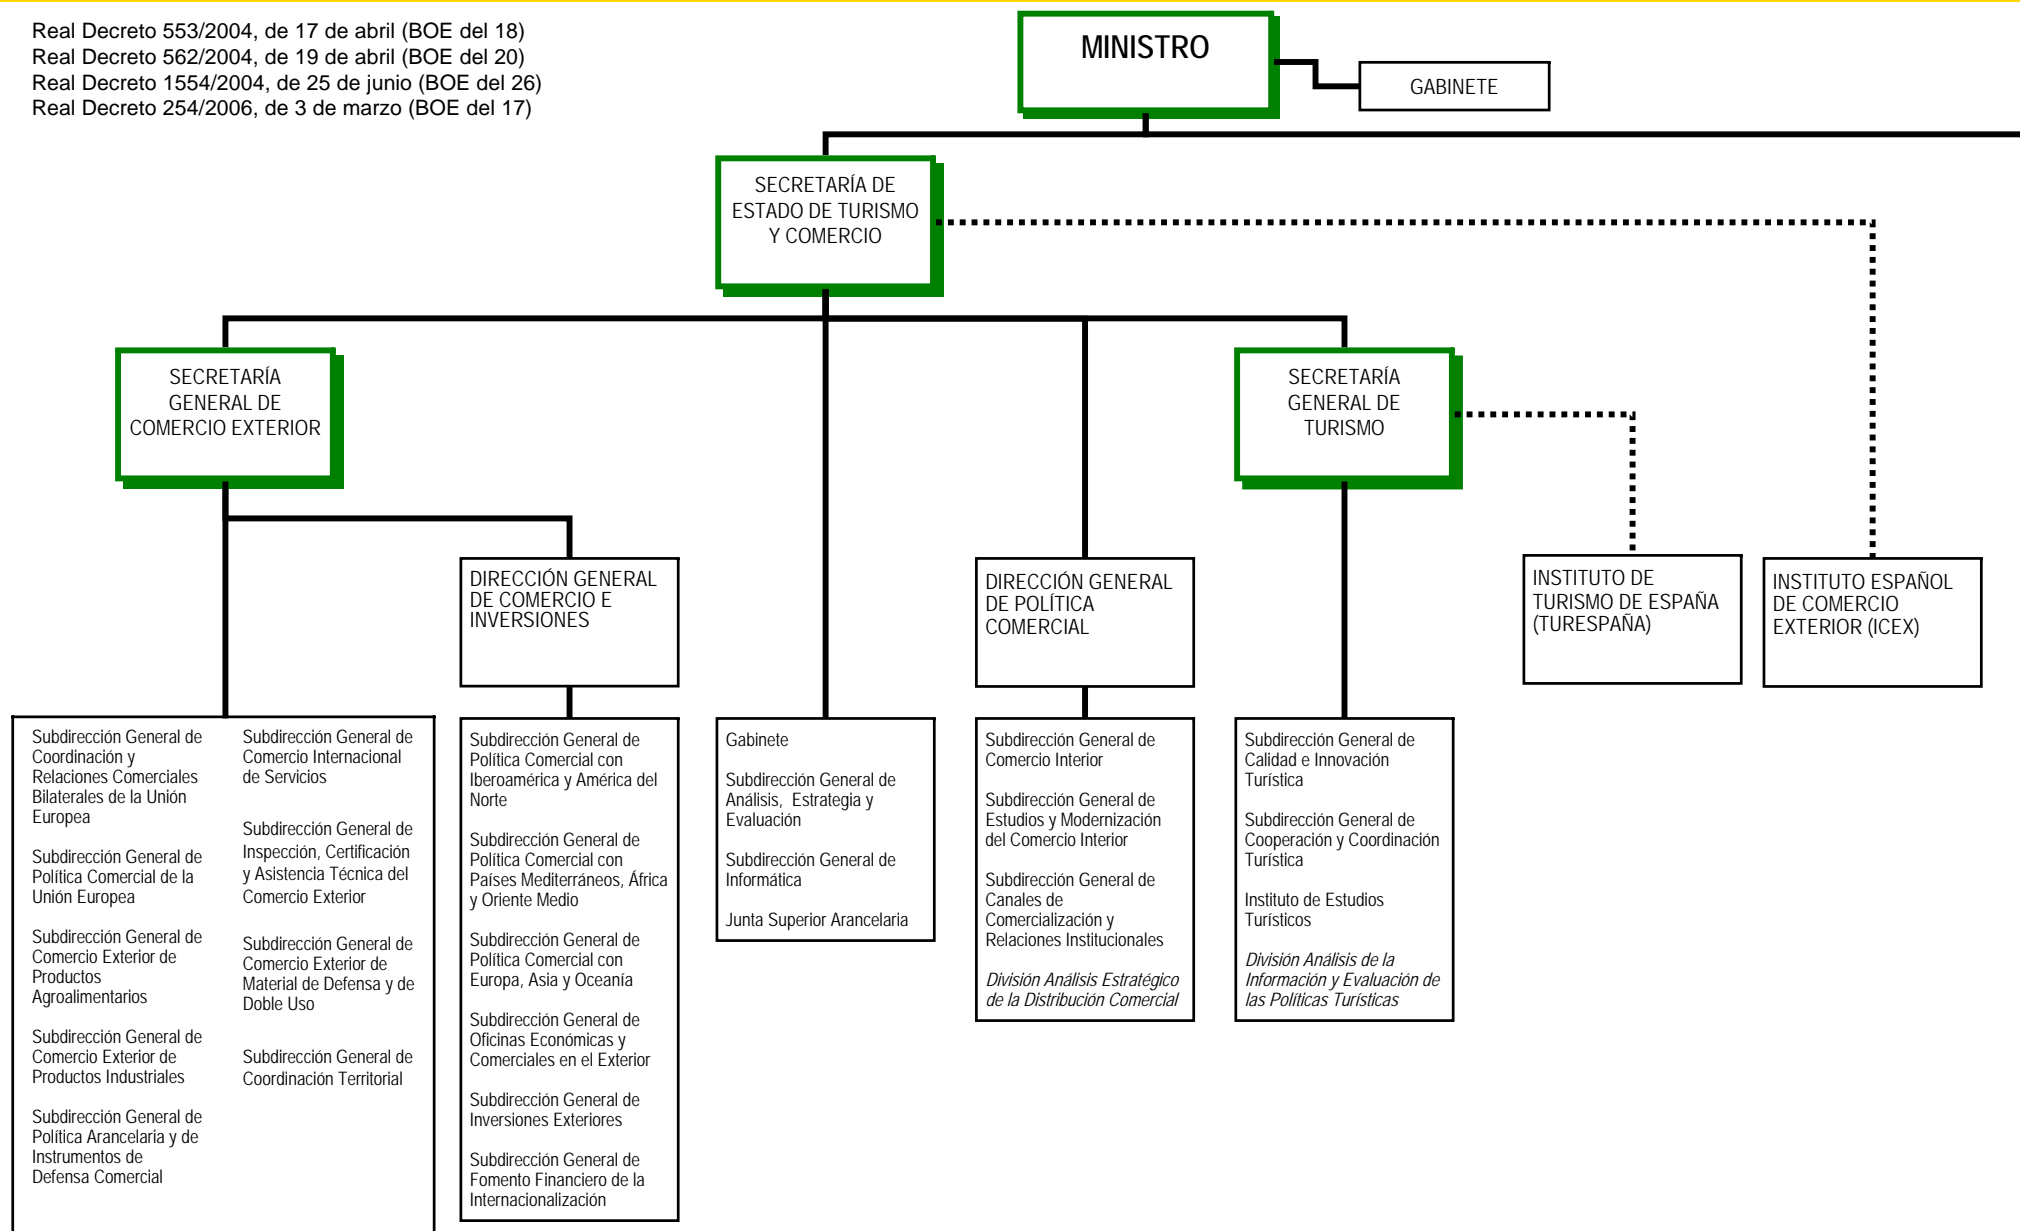 Real Decreto 553/2004, de 17 de abril (BOE del 18)
Real Decreto 562/2004, de 19 de abril (BOE del 20)
Real Decreto 1554/2004, de 25 de junio (BOE del 26)
Real Decreto 254/2006, de 3 de marzo (BOE del 17)
MINISTRO
GABINETE
SECRETARÍA DE
ESTADO DE TURISMO
Y COMERCIO
SECRETARÍA
GENERAL DE
COMERCIO EXTERIOR
SECRETARÍA
GENERAL DE
TURISMO
DIRECCIÓN GENERAL
DE COMERCIO E
INVERSIONES
DIRECCIÓN GENERAL
DE POLÍTICA
COMERCIAL
INSTITUTO DE
TURISMO DE ESPAÑA
(TURESPAÑA)
INSTITUTO ESPAÑOL
DE COMERCIO
EXTERIOR (ICEX)
Subdirección General de
Coordinación y
Relaciones Comerciales
Bilaterales de la Unión
Europea
Subdirección General de
Política Comercial de la
Unión Europea
Subdirección General de
Comercio Exterior de
Productos
Agroalimentarios
Subdirección General de
Comercio Exterior de
Productos Industriales
Subdirección General de
Política Arancelaria y de
Instrumentos de
Defensa Comercial
Subdirección General de
Comercio Internacional
de Servicios
Subdirección General de
Inspección, Certificación
y Asistencia Técnica del
Comercio Exterior
Subdirección General de
Comercio Exterior de
Material de Defensa y de
Doble Uso
Subdirección General de
Coordinación Territorial
Subdirección General de
Política Comercial con
Iberoamérica y América del
Norte
Subdirección General de
Política Comercial con
Países Mediterráneos, África
y Oriente Medio
Subdirección General de
Política Comercial con
Europa, Asia y Oceanía
Subdirección General de
Oficinas Económicas y
Comerciales en el Exterior
Subdirección General de
Inversiones Exteriores
Subdirección General de
Fomento Financiero de la
Internacionalización
Gabinete
Subdirección General de
Análisis, Estrategia y
Evaluación
Subdirección General de
Informática
Junta Superior Arancelaria
Subdirección General de
Comercio Interior
Subdirección General de
Estudios y Modernización
del Comercio Interior
Subdirección General de
Canales de
Comercialización y
Relaciones Institucionales
División Análisis Estratégico
de la Distribución Comercial
Subdirección General de
Calidad e Innovación
Turística
Subdirección General de
Cooperación y Coordinación
Turística
Instituto de Estudios
Turísticos
División Análisis de la
Información y Evaluación de
las Políticas Turísticas